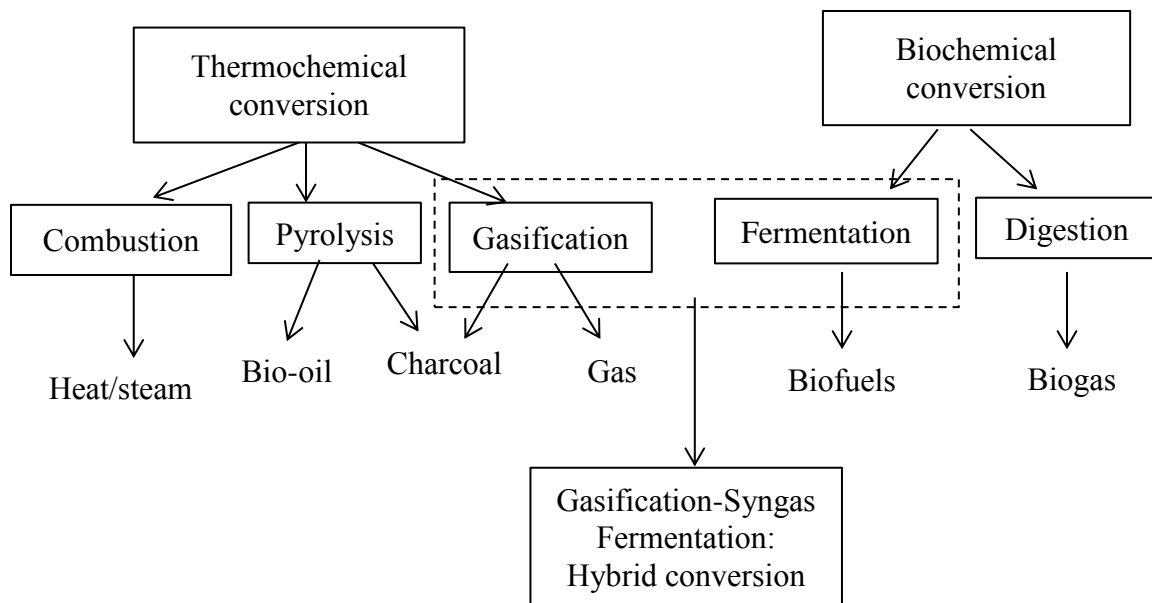 Thermochemical
conversion
Biochemical
conversion
Combustion
Pyrolysis
Gasification
Fermentation
Digestion
Heat/steam
Bio-oil
Charcoal
Gas
Biofuels
Biogas
Gasification-Syngas
Fermentation:
Hybrid conversion